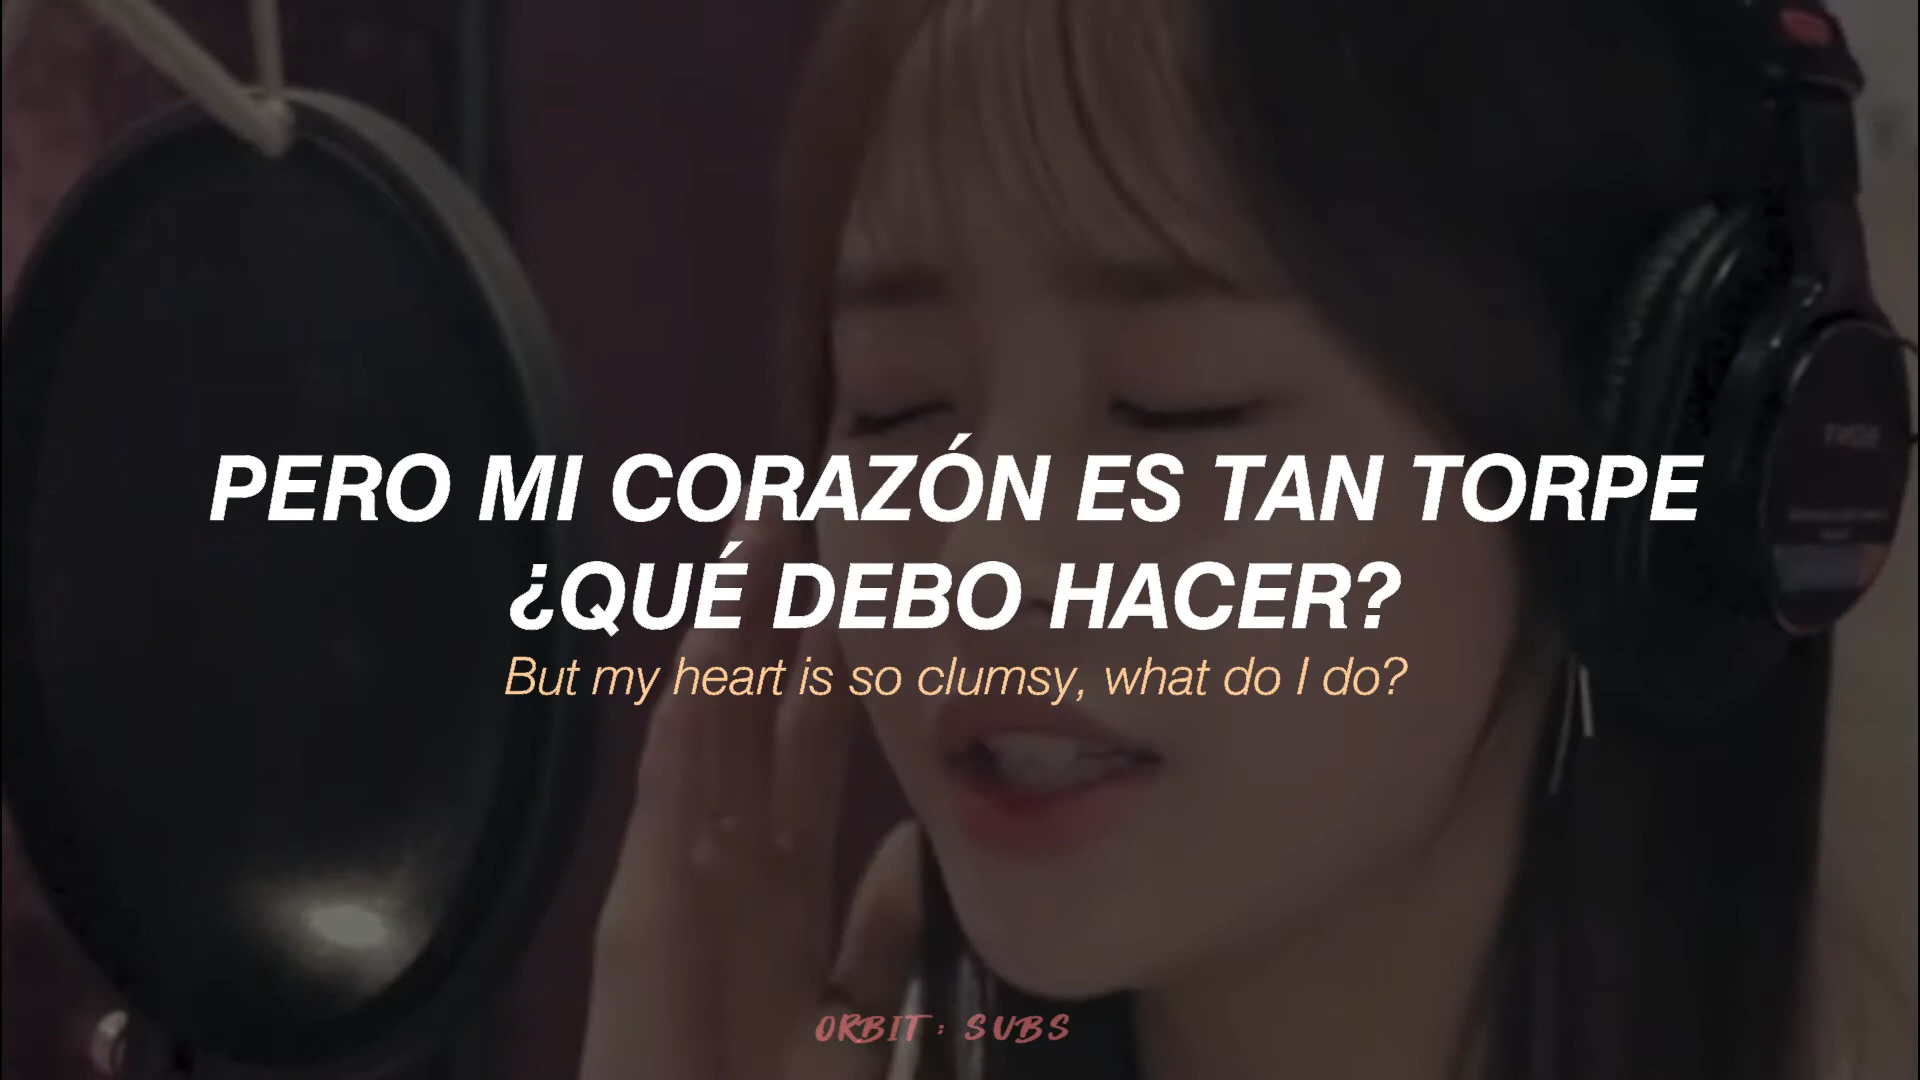 PERO MI CORAZÓN ES TAN TORPE
¿QUÉ DEBO HACER?
But my heart is so clumsy, what do I do?
ORBIT: SUBS